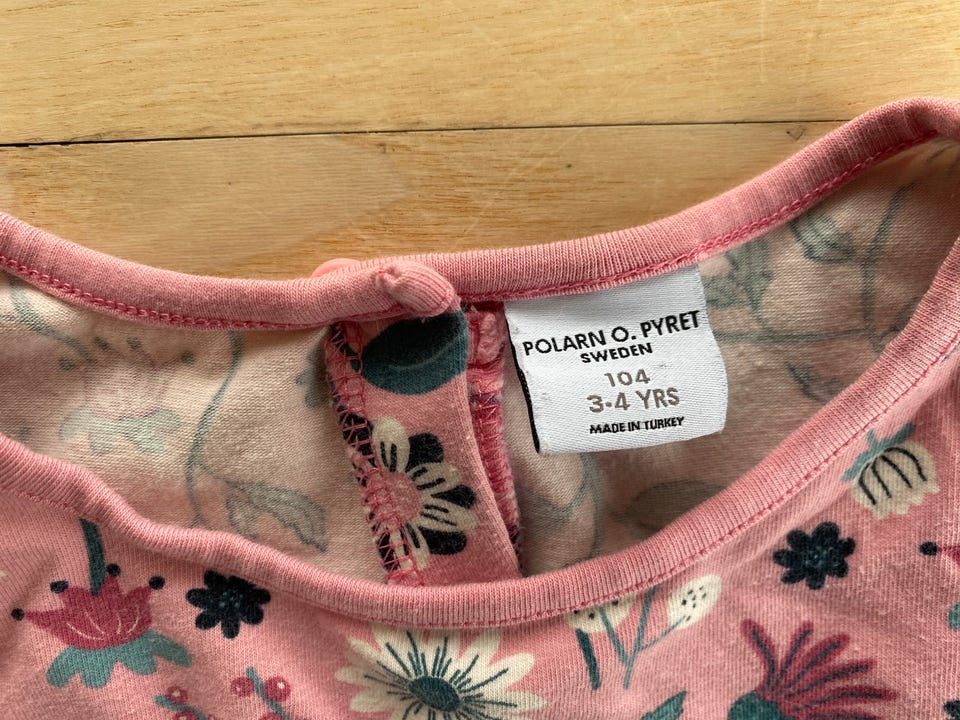 POLARN O. PYRET
SWEDEN
104
3-4 YRS
MADE IN TURKEY